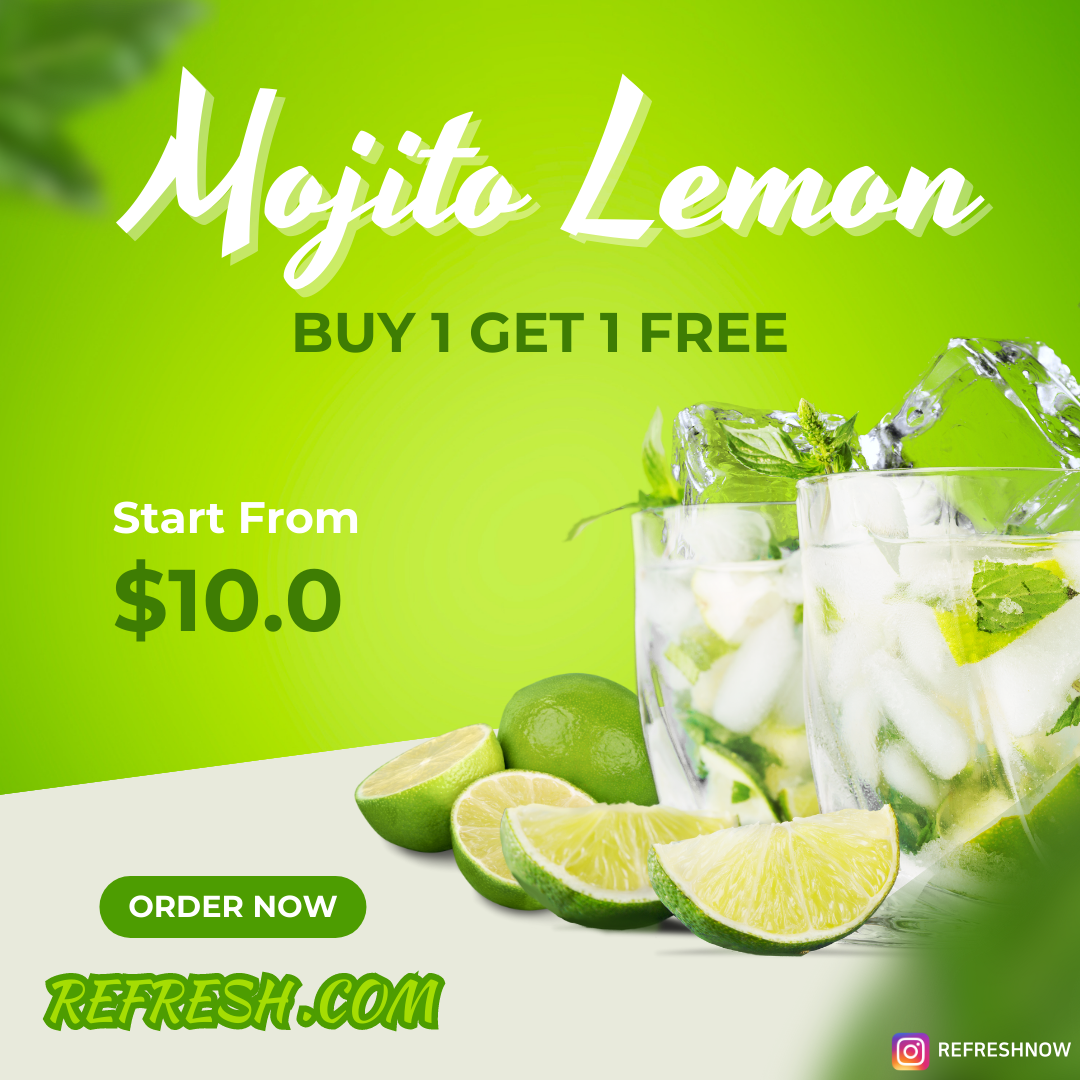 Mojito Lemon
BUY 1 GET 1 FREE
Start From
$10.0
ORDER NOW
REFRESH.COM
REFRESHNOW